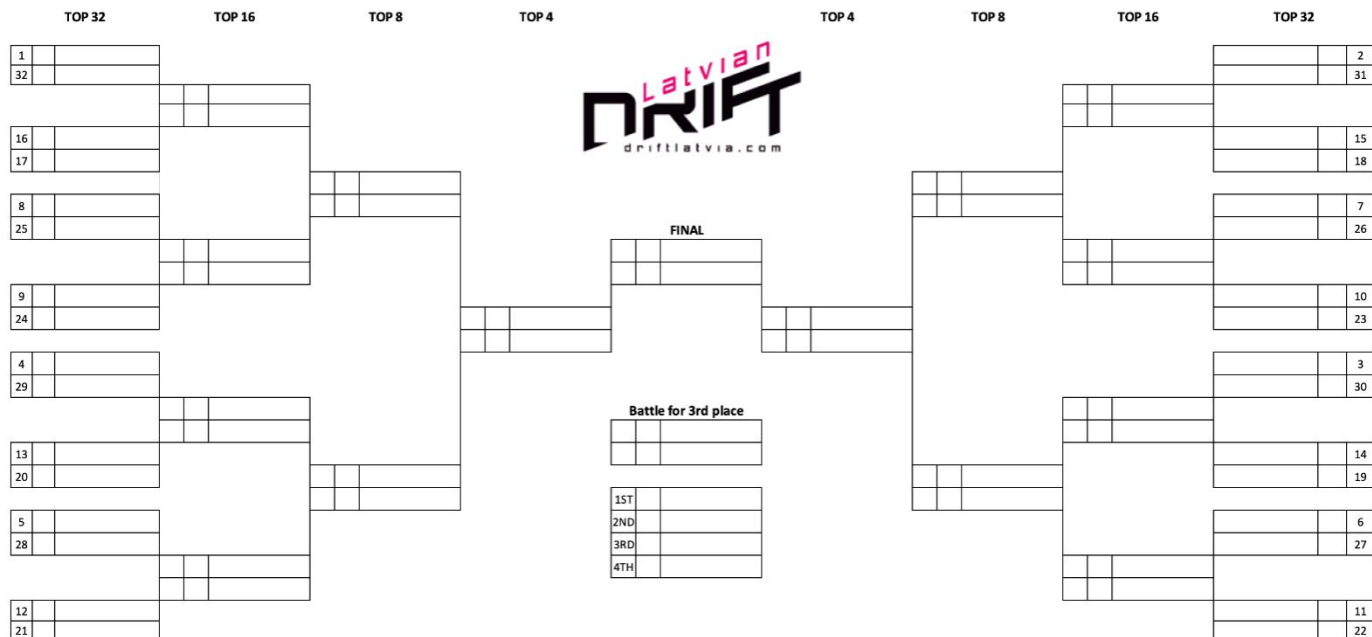 TOP 32 TOP 16 TOP 8 TOP 4 TOP 4 TOP 8 TOP 16 TOP 32
Latvian
DRIFT
driftlatvia.com
1 2
32 31
16 15
17 18
8 7
25 26
FINAL
9 10
24 23
4 3
29 30
Battle for 3rd place
13 14
20 19
1ST
5 2ND 6
28 3RD 27
4TH
12 11
21 22